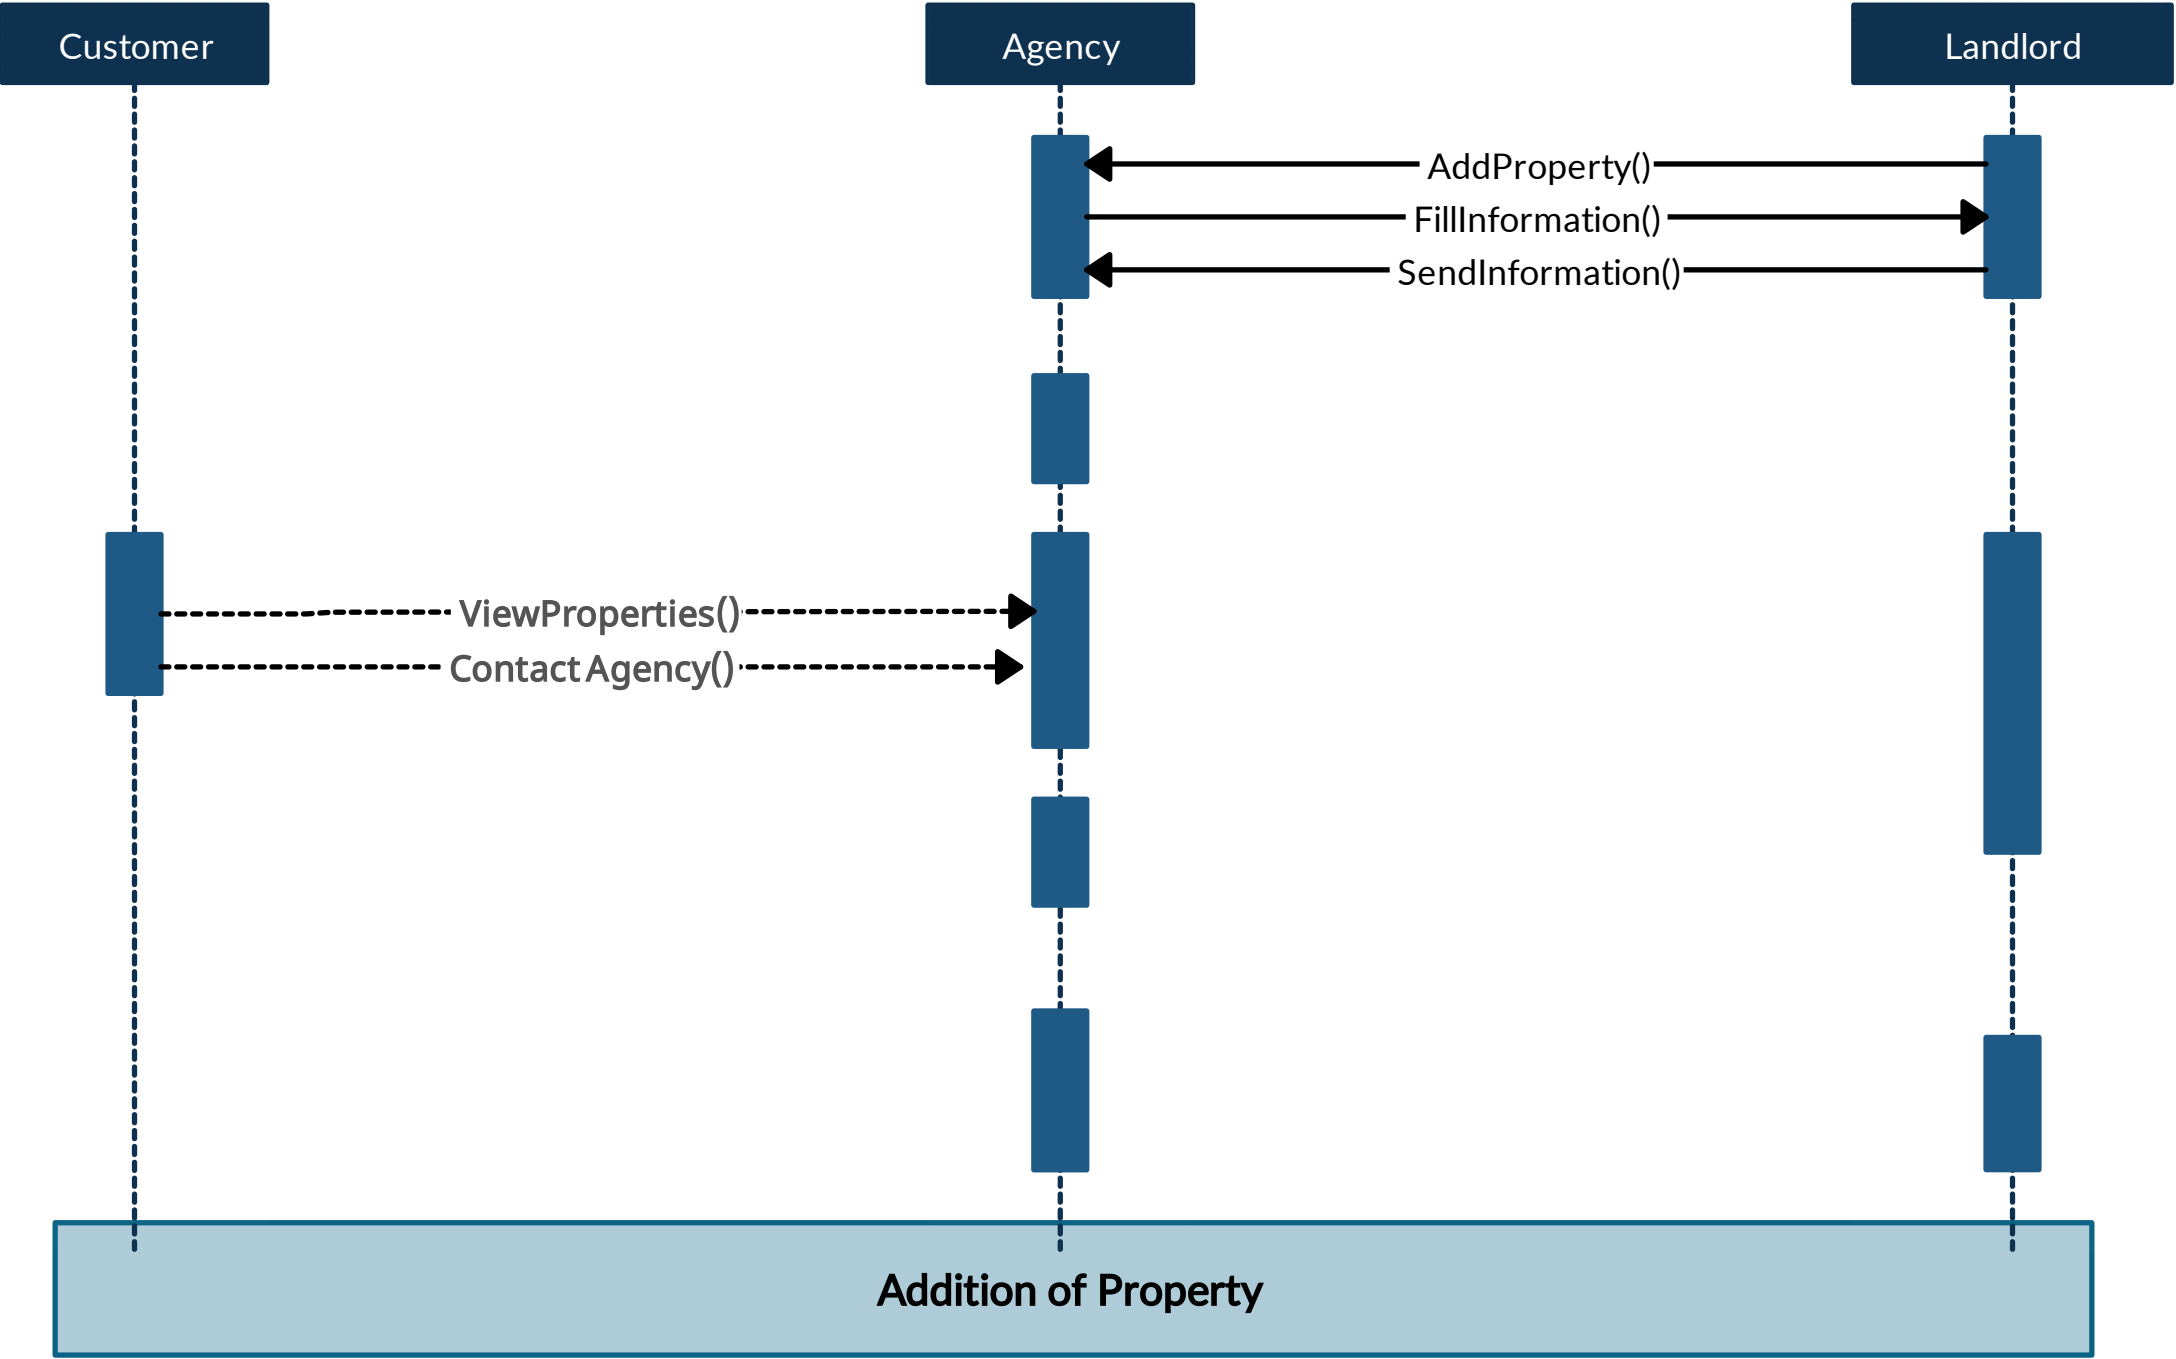 Customer
Agency
Landlord
AddProperty()
FillInformation()
SendInformation()
ViewProperties()
Contact Agency()
Addition of Property